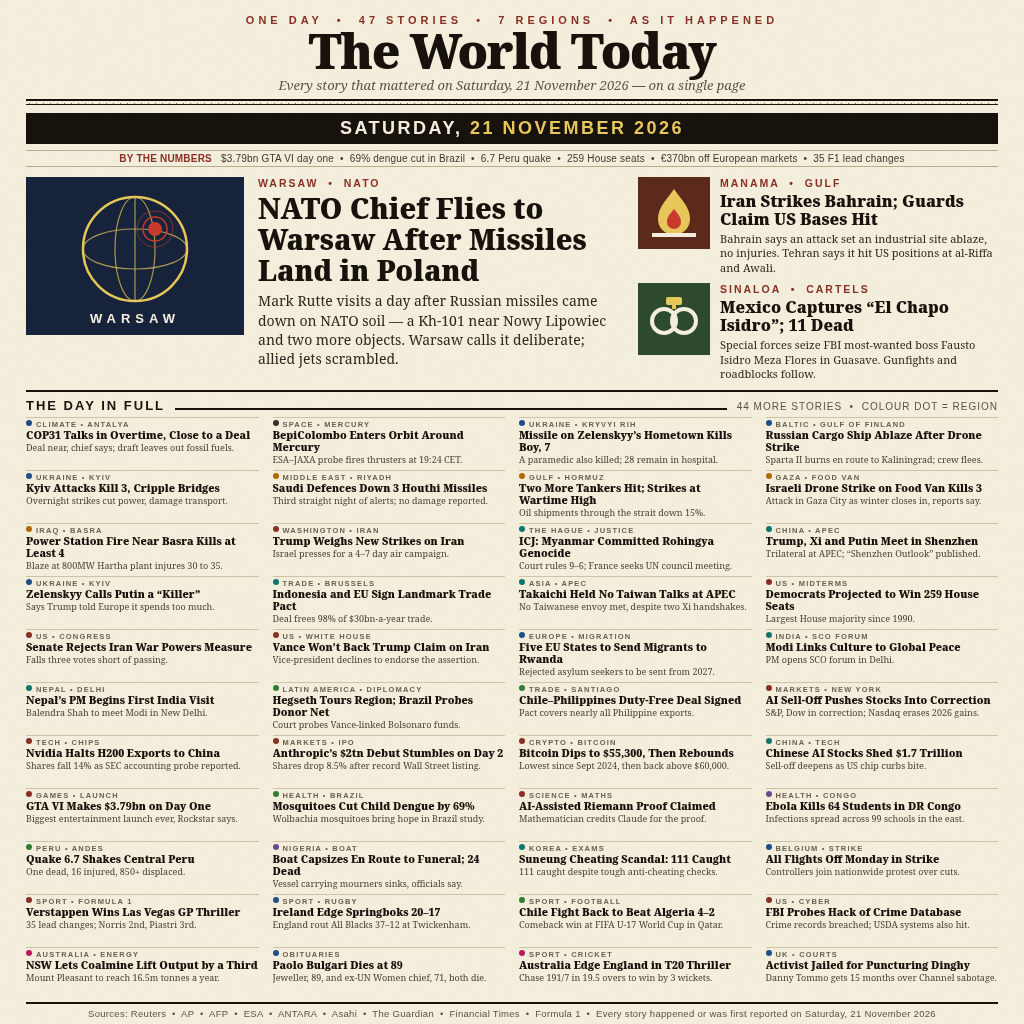 ONE DAY • 47 STORIES • 7 REGIONS • AS IT HAPPENED
The World Today
Every story that mattered on Saturday, 21 November 2026 — on a single page
SATURDAY, 21 NOVEMBER 2026
BY THE NUMBERS $3.79bn GTA VI day one • 69% dengue cut in Brazil • 6.7 Peru quake • 259 House seats • €370bn off European markets • 35 F1 lead changes
WARSAW
WARSAW • NATO
NATO Chief Flies to
Warsaw After Missiles
Land in Poland
Mark Rutte visits a day after Russian missiles came
down on NATO soil — a Kh-101 near Nowy Lipowiec
and two more objects. Warsaw calls it deliberate;
allied jets scrambled.
MANAMA • GULF
Iran Strikes Bahrain; Guards
Claim US Bases Hit
Bahrain says an attack set an industrial site ablaze,
no injuries. Tehran says it hit US positions at al-Riffa
and Awali.
SINALOA • CARTELS
Mexico Captures “El Chapo
Isidro”; 11 Dead
Special forces seize FBI most-wanted boss Fausto
Isidro Meza Flores in Guasave. Gunfights and
roadblocks follow.
THE DAY IN FULL
44 MORE STORIES • COLOUR DOT = REGION
CLIMATE • ANTALYA
COP31 Talks in Overtime, Close to a Deal
Deal near, chief says; draft leaves out fossil fuels.
SPACE • MERCURY
BepiColombo Enters Orbit Around
Mercury
ESA–JAXA probe fires thrusters at 19:24 CET.
UKRAINE • KRYVYI RIH
Missile on Zelenskyy’s Hometown Kills
Boy, 7
A paramedic also killed; 28 remain in hospital.
BALTIC • GULF OF FINLAND
Russian Cargo Ship Ablaze After Drone
Strike
Sparta II burns en route to Kaliningrad; crew flees.
UKRAINE • KYIV
Kyiv Attacks Kill 3, Cripple Bridges
Overnight strikes cut power, damage transport.
MIDDLE EAST • RIYADH
Saudi Defences Down 3 Houthi Missiles
Third straight night of alerts; no damage reported.
GULF • HORMUZ
Two More Tankers Hit; Strikes at
Wartime High
Oil shipments through the strait down 15%.
GAZA • FOOD VAN
Israeli Drone Strike on Food Van Kills 3
Attack in Gaza City as winter closes in, reports say.
IRAQ • BASRA
Power Station Fire Near Basra Kills at
Least 4
Blaze at 800MW Hartha plant injures 30 to 35.
WASHINGTON • IRAN
Trump Weighs New Strikes on Iran
Israel presses for a 4–7 day air campaign.
THE HAGUE • JUSTICE
ICJ: Myanmar Committed Rohingya
Genocide
Court rules 9–6; France seeks UN council meeting.
CHINA • APEC
Trump, Xi and Putin Meet in Shenzhen
Trilateral at APEC; “Shenzhen Outlook” published.
UKRAINE • KYIV
Zelenskyy Calls Putin a “Killer”
Says Trump told Europe it spends too much.
TRADE • BRUSSELS
Indonesia and EU Sign Landmark Trade
Pact
Deal frees 98% of $30bn-a-year trade.
ASIA • APEC
Takaichi Held No Taiwan Talks at APEC
No Taiwanese envoy met, despite two Xi handshakes.
US • MIDTERMS
Democrats Projected to Win 259 House
Seats
Largest House majority since 1990.
US • CONGRESS
Senate Rejects Iran War Powers Measure
Falls three votes short of passing.
US • WHITE HOUSE
Vance Won’t Back Trump Claim on Iran
Vice-president declines to endorse the assertion.
EUROPE • MIGRATION
Five EU States to Send Migrants to
Rwanda
Rejected asylum seekers to be sent from 2027.
INDIA • SCO FORUM
Modi Links Culture to Global Peace
PM opens SCO forum in Delhi.
NEPAL • DELHI
Nepal’s PM Begins First India Visit
Balendra Shah to meet Modi in New Delhi.
LATIN AMERICA • DIPLOMACY
Hegseth Tours Region; Brazil Probes
Donor Net
Court probes Vance-linked Bolsonaro funds.
TRADE • SANTIAGO
Chile–Philippines Duty-Free Deal Signed
Pact covers nearly all Philippine exports.
MARKETS • NEW YORK
AI Sell-Off Pushes Stocks Into Correction
S&P, Dow in correction; Nasdaq erases 2026 gains.
TECH • CHIPS
Nvidia Halts H200 Exports to China
Shares fall 14% as SEC accounting probe reported.
MARKETS • IPO
Anthropic’s $2tn Debut Stumbles on Day 2
Shares drop 8.5% after record Wall Street listing.
CRYPTO • BITCOIN
Bitcoin Dips to $55,300, Then Rebounds
Lowest since Sept 2024, then back above $60,000.
CHINA • TECH
Chinese AI Stocks Shed $1.7 Trillion
Sell-off deepens as US chip curbs bite.
GAMES • LAUNCH
GTA VI Makes $3.79bn on Day One
Biggest entertainment launch ever, Rockstar says.
HEALTH • BRAZIL
Mosquitoes Cut Child Dengue by 69%
Wolbachia mosquitoes bring hope in Brazil study.
SCIENCE • MATHS
AI-Assisted Riemann Proof Claimed
Mathematician credits Claude for the proof.
HEALTH • CONGO
Ebola Kills 64 Students in DR Congo
Infections spread across 99 schools in the east.
PERU • ANDES
Quake 6.7 Shakes Central Peru
One dead, 16 injured, 850+ displaced.
NIGERIA • BOAT
Boat Capsizes En Route to Funeral; 24
Dead
Vessel carrying mourners sinks, officials say.
KOREA • EXAMS
Suneung Cheating Scandal: 111 Caught
111 caught despite tough anti-cheating checks.
BELGIUM • STRIKE
All Flights Off Monday in Strike
Controllers join nationwide protest over cuts.
SPORT • FORMULA 1
Verstappen Wins Las Vegas GP Thriller
35 lead changes; Norris 2nd, Piastri 3rd.
SPORT • RUGBY
Ireland Edge Springboks 20–17
England rout All Blacks 37–12 at Twickenham.
SPORT • FOOTBALL
Chile Fight Back to Beat Algeria 4–2
Comeback win at FIFA U-17 World Cup in Qatar.
US • CYBER
FBI Probes Hack of Crime Database
Crime records breached; USDA systems also hit.
AUSTRALIA • ENERGY
NSW Lets Coalmine Lift Output by a Third
Mount Pleasant to reach 16.5m tonnes a year.
OBITUARIES
Paolo Bulgari Dies at 89
Jeweller, 89, and ex-UN Women chief, 71, both die.
SPORT • CRICKET
Australia Edge England in T20 Thriller
Chase 191/7 in 19.5 overs to win by 3 wickets.
UK • COURTS
Activist Jailed for Puncturing Dinghy
Danny Tommo gets 15 months over Channel sabotage.
Sources: Reuters • AP • AFP • ESA • ANTARA • Asahi • The Guardian • Financial Times • Formula 1 • Every story happened or was first reported on Saturday, 21 November 2026